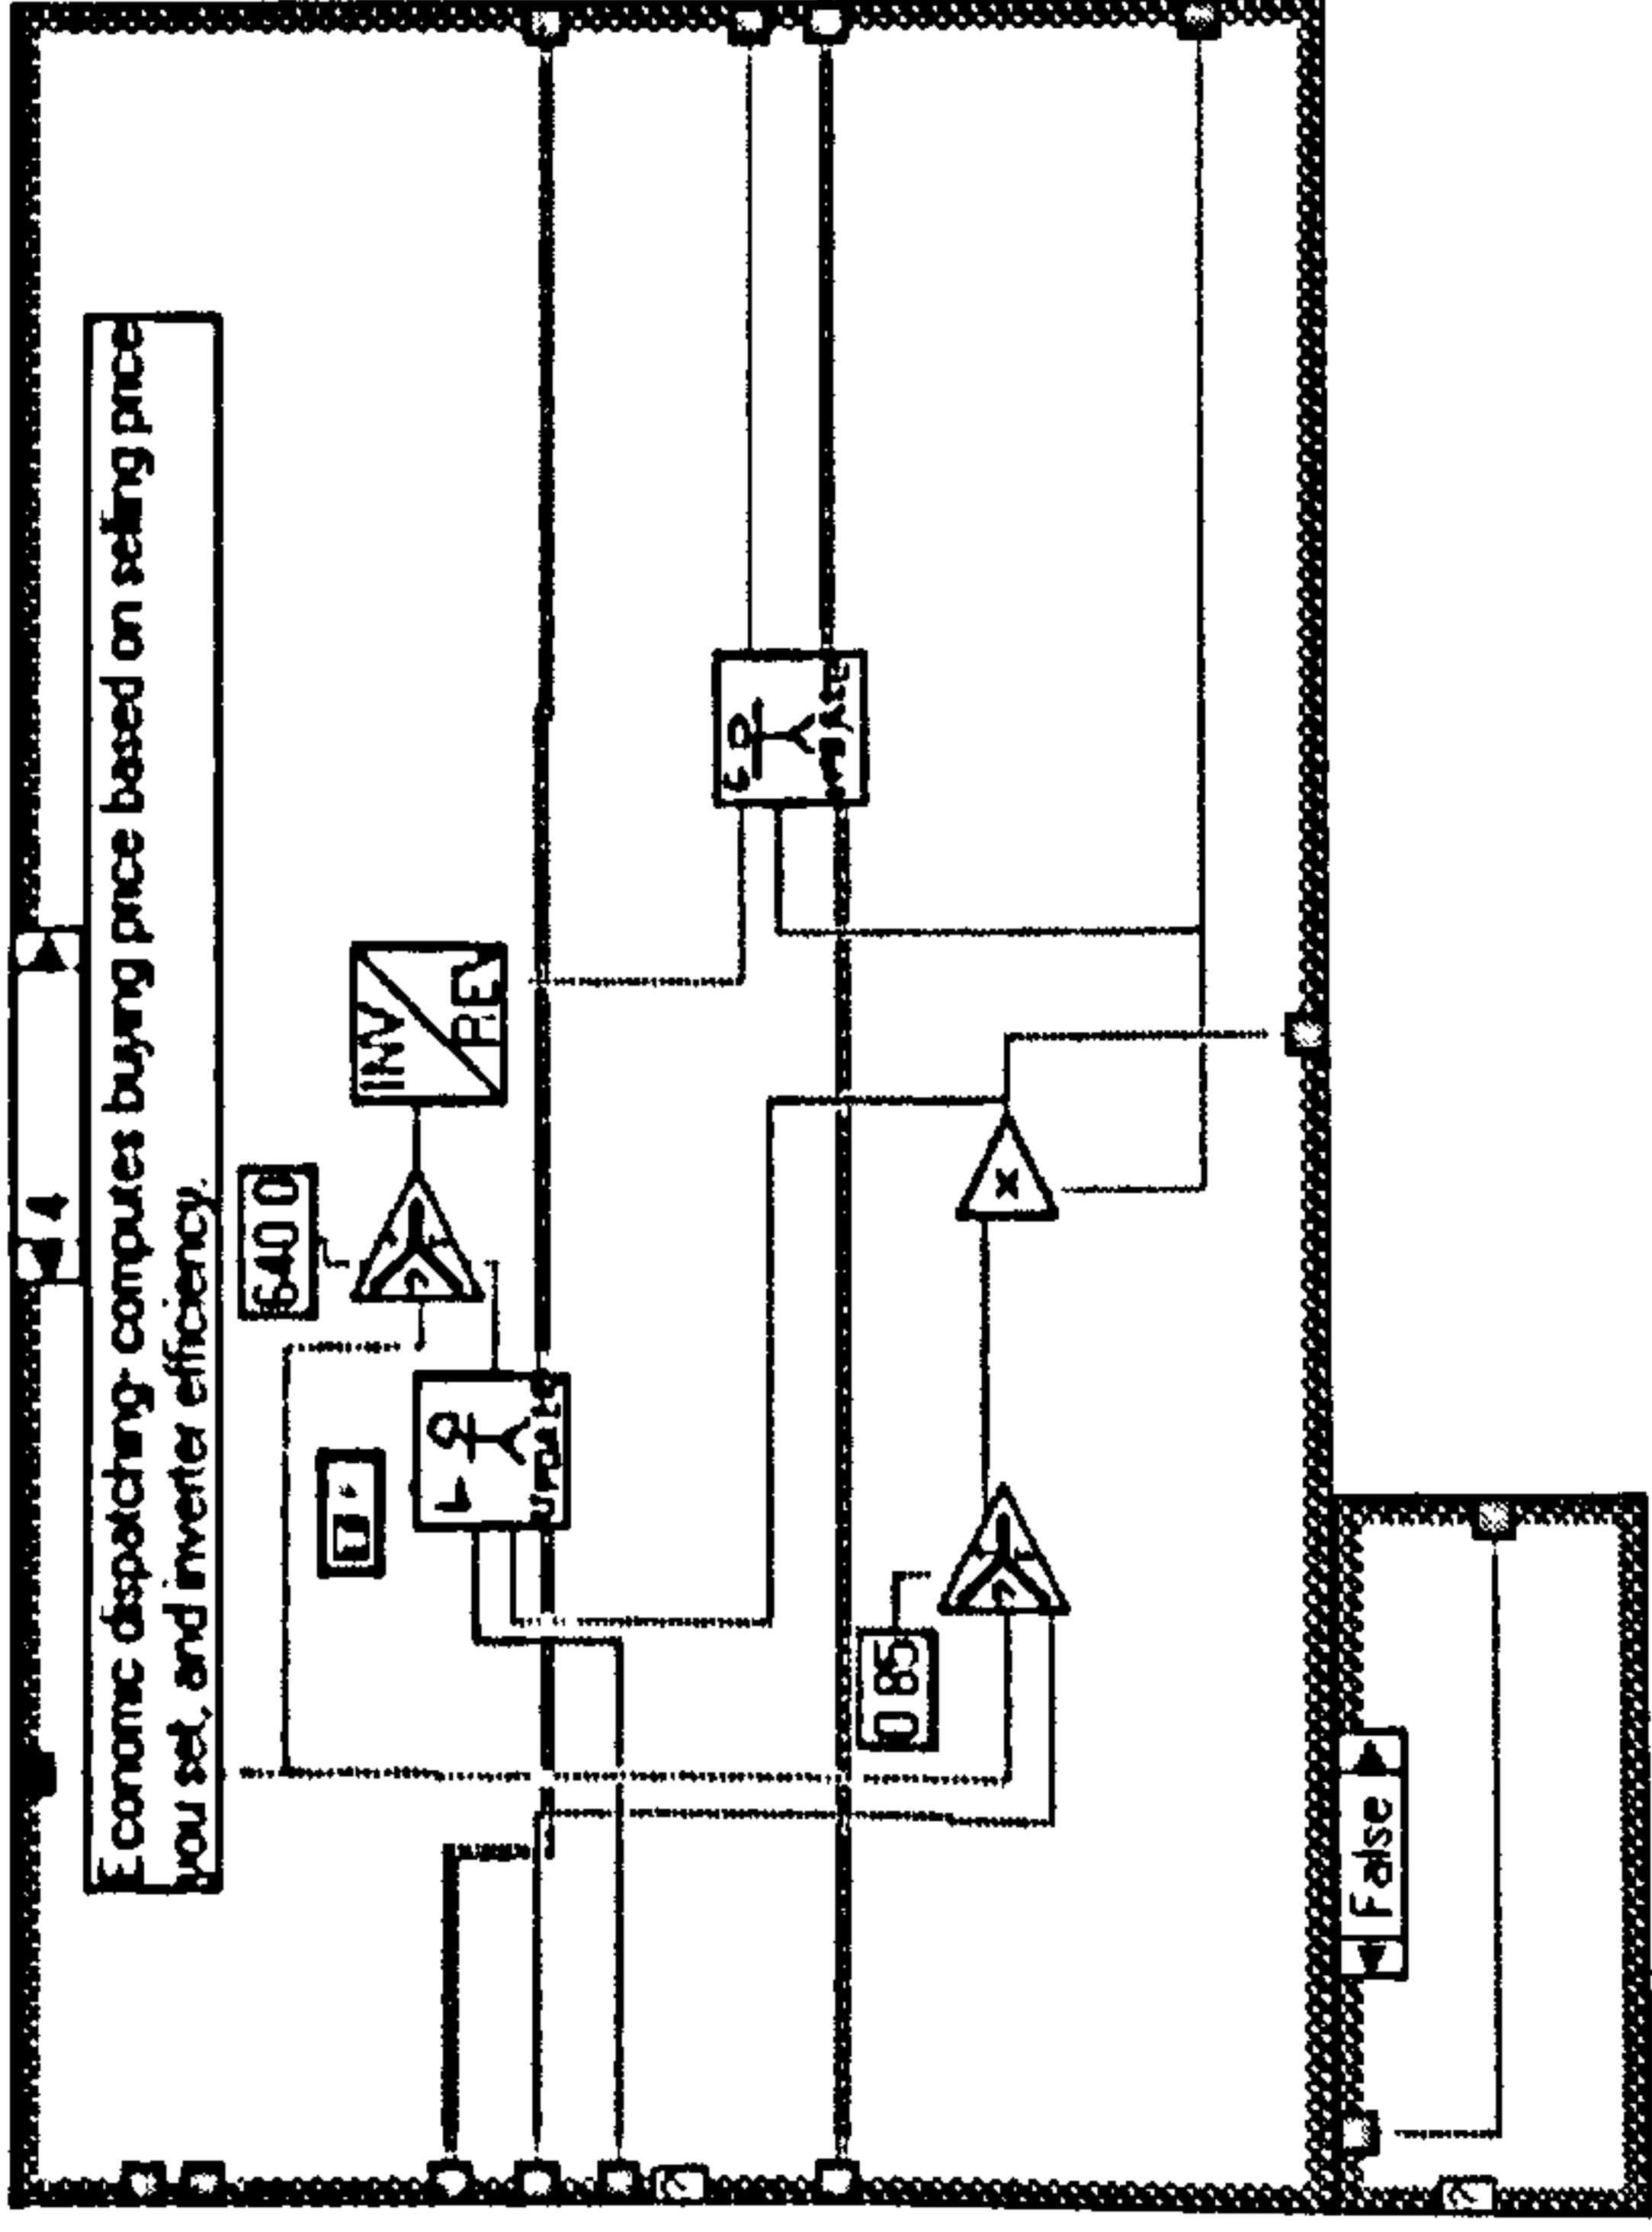 4
Economic dispatching- computes buying price based on selling price
you set, and inverter efficiency.
640 0
INV
REV
0 85
x
False